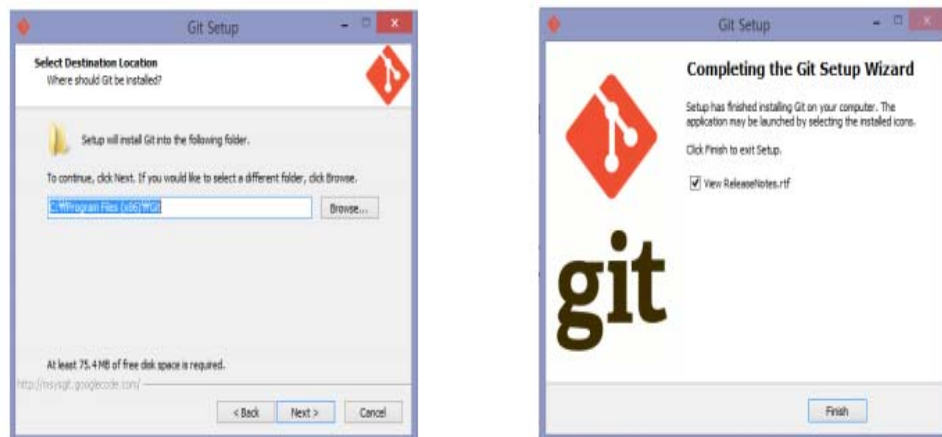 Git Setup
Select Destination Location
Where should Git be installed?
Setup will install Git into the following folder.
To continue, click Next. If you would like to select a different folder, click Browse.
C:₩Program Files (x86)₩Git
Browse...
At least 75.4 MB of free disk space is required.
http://msysgit.googlecode.com/
< Back
Next >
Cancel
Git Setup
Completing the Git Setup Wizard
Setup has finished installing Git on your computer. The
application may be launched by selecting the installed icons.
Click Finish to exit Setup.
View ReleaseNotes.rtf
git
Finish